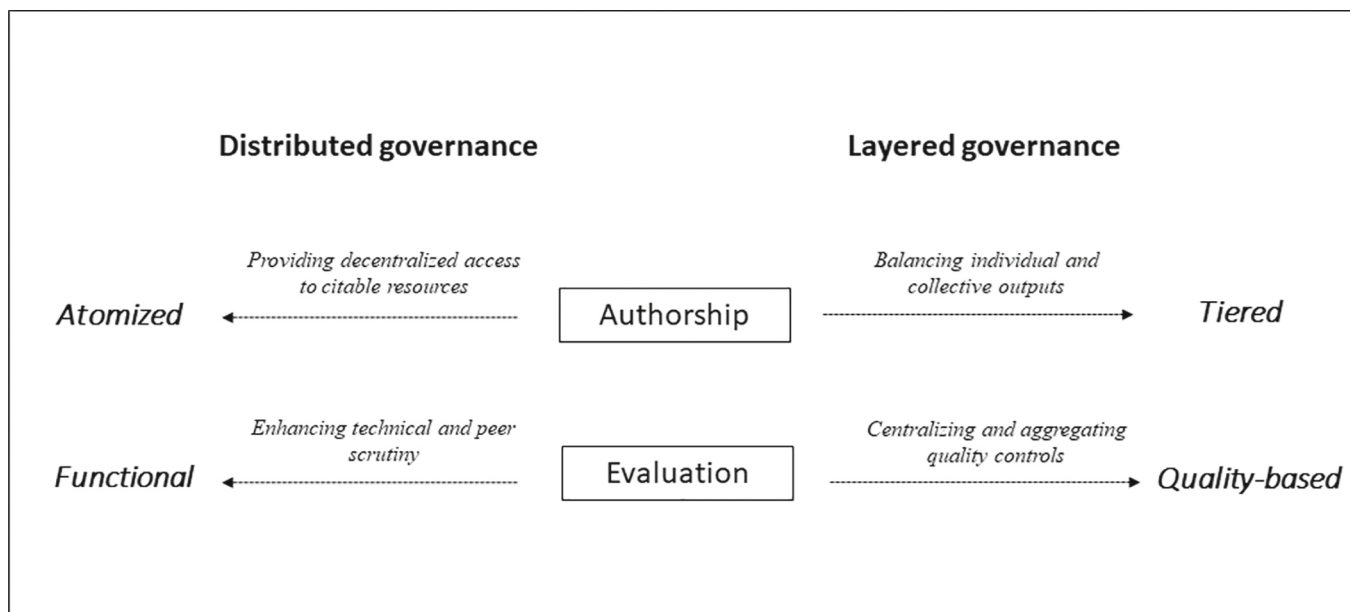 Distributed governance
Layered governance
Providing decentralized access
to citable resources
Balancing individual and
collective outputs
Atomized
Authorship
Tiered
Enhancing technical and peer
scrutiny
Centralizing and aggregating
quality controls
Functional
Evaluation
Quality-based